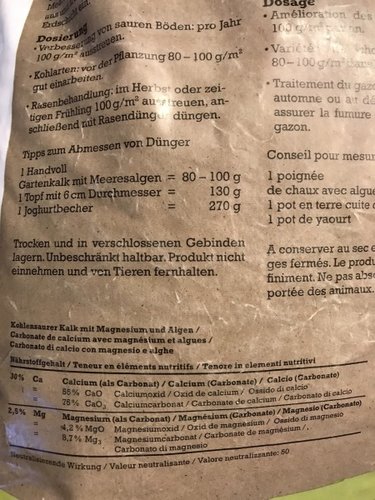 Dosierung
• Verbesserung von sauren Böden: pro Jahr
100 g/m² ausstreuen.
• Kohlarten: vor der Pflanzung 80 – 100 g/m²
gut einarbeiten.
• Rasenbehandlung: im Herbst oder zei-
tigen Frühling 100 g/m² ausstreuen, an-
schließend mit Rasendünger düngen.
Tipps zum Abmessen von Dünger
1 Handvoll
Gartenkalk mit Meeresalgen = 80 – 100 g
1 Topf mit 6 cm Durchmesser = 130 g
1 Joghurtbecher = 270 g
Trocken und in verschlossenen Gebinden
lagern. Unbeschränkt haltbar. Produkt nicht
einnehmen und von Tieren fernhalten.
Dosage
• Amélioration des
100 g/m²
• Variété
80 – 100 g/m² dans
• Traitement du gazon
automne ou au
assurer la fumure
gazon.
Conseil pour mesur
1 poignée
de chaux avec algue
1 pot en terre cuite
1 pot de yaourt
A conserver au sec e
ges fermés. Le produ
finiment. Ne pas abs
portée des animaux.
Kohlensaurer Kalk mit Magnesium und Algen /
Carbonate de calcium avec magnésium et algues /
Carbonato di calcio con magnesio e alghe
Nährstoffgehalt / Teneur en éléments nutritifs / Tenore in elementi nutritivi
30% Ca Calcium (als Carbonat) / Calcium (Carbonate) / Calcio (Carbonato)
= 55% CaO Calciumoxid / Oxid de calcium / Ossido di calcio
= 75% CaO₃ Calciumcarbonat / Carbonate de calcium / Carbonato di calcio
2,5% Mg Magnesium (als Carbonat) / Magnésium (Carbonate) / Magnesio (Carbonato)
= 4,2% MgO Magnesiumoxid / Oxid de magnésium / Ossido di magnesio
= 8,7% Mg₃ Magnesiumcarbonat / Carbonate de magnésium /
Carbonato di magnesio
Neutralisierende Wirkung / Valeur neutralisante / Valore neutralizzante: 50